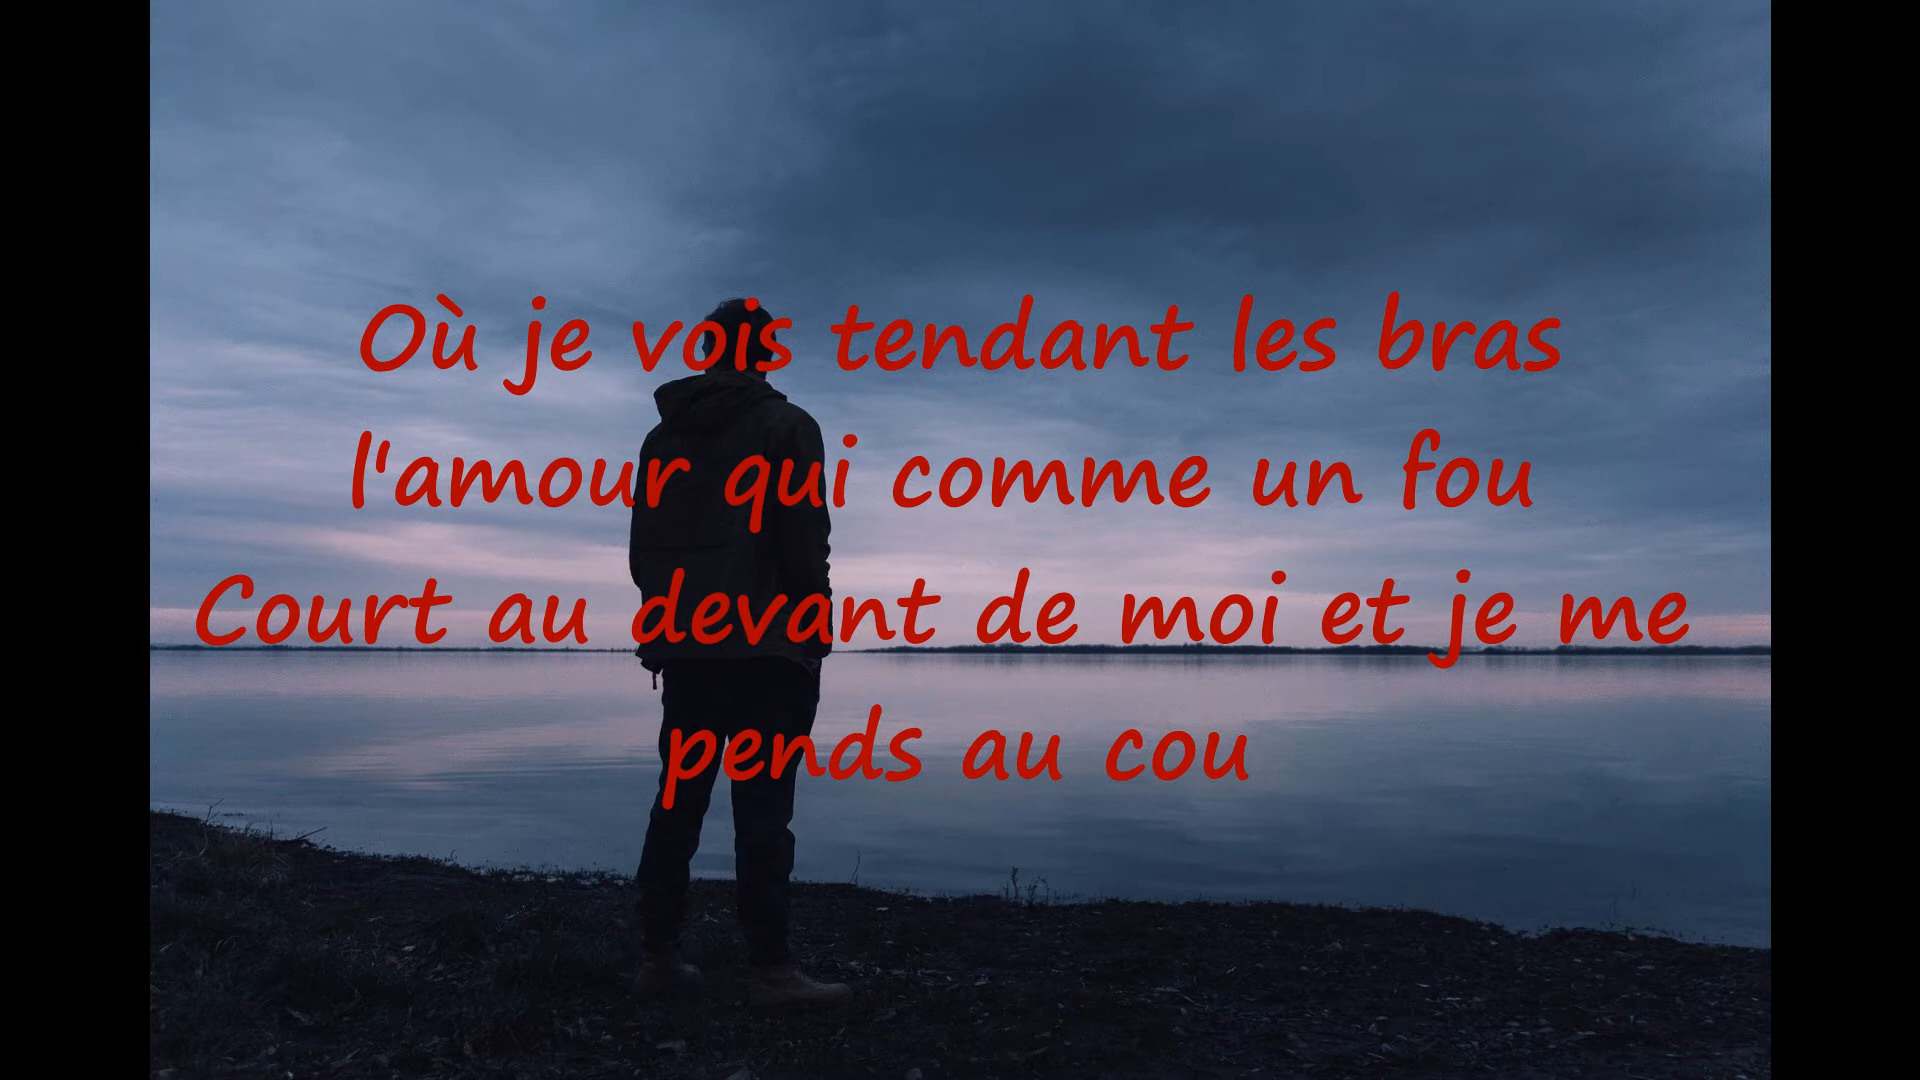 Où je vois tendant les bras
l'amour qui comme un fou
Court au devant de moi et je me
pends au cou